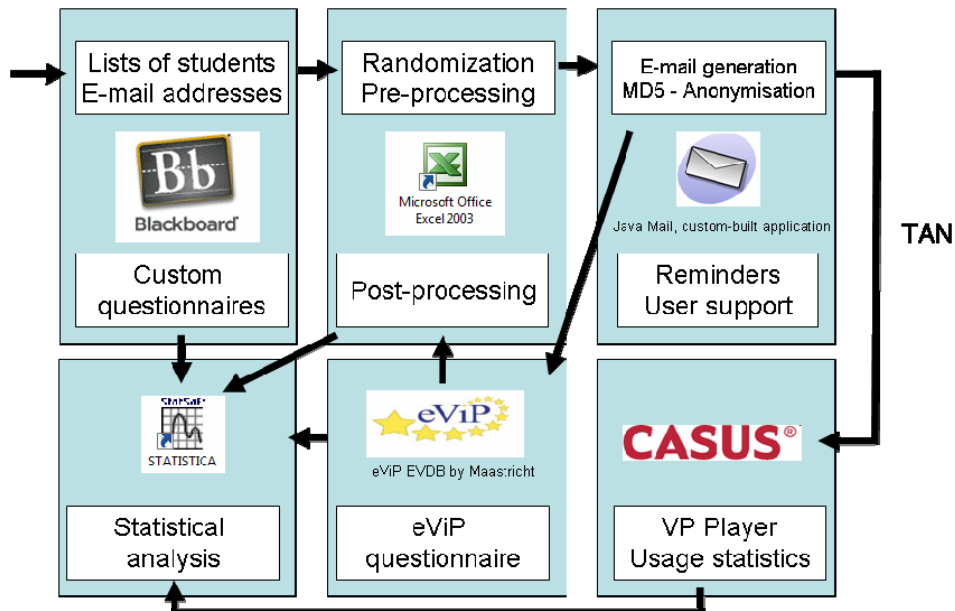 Lists of students
E-mail addresses
Bb
Blackboard
Custom
questionnaires
Randomization
Pre-processing
Microsoft Office
Excel 2003
Post-processing
E-mail generation
MD5 - Anonymisation
Java Mail, custom-built application
Reminders
User support
TAN
StatSoft
STATISTICA
Statistical
analysis
eViP
eViP EVDB by Maastricht
eViP
questionnaire
CASUS®
VP Player
Usage statistics